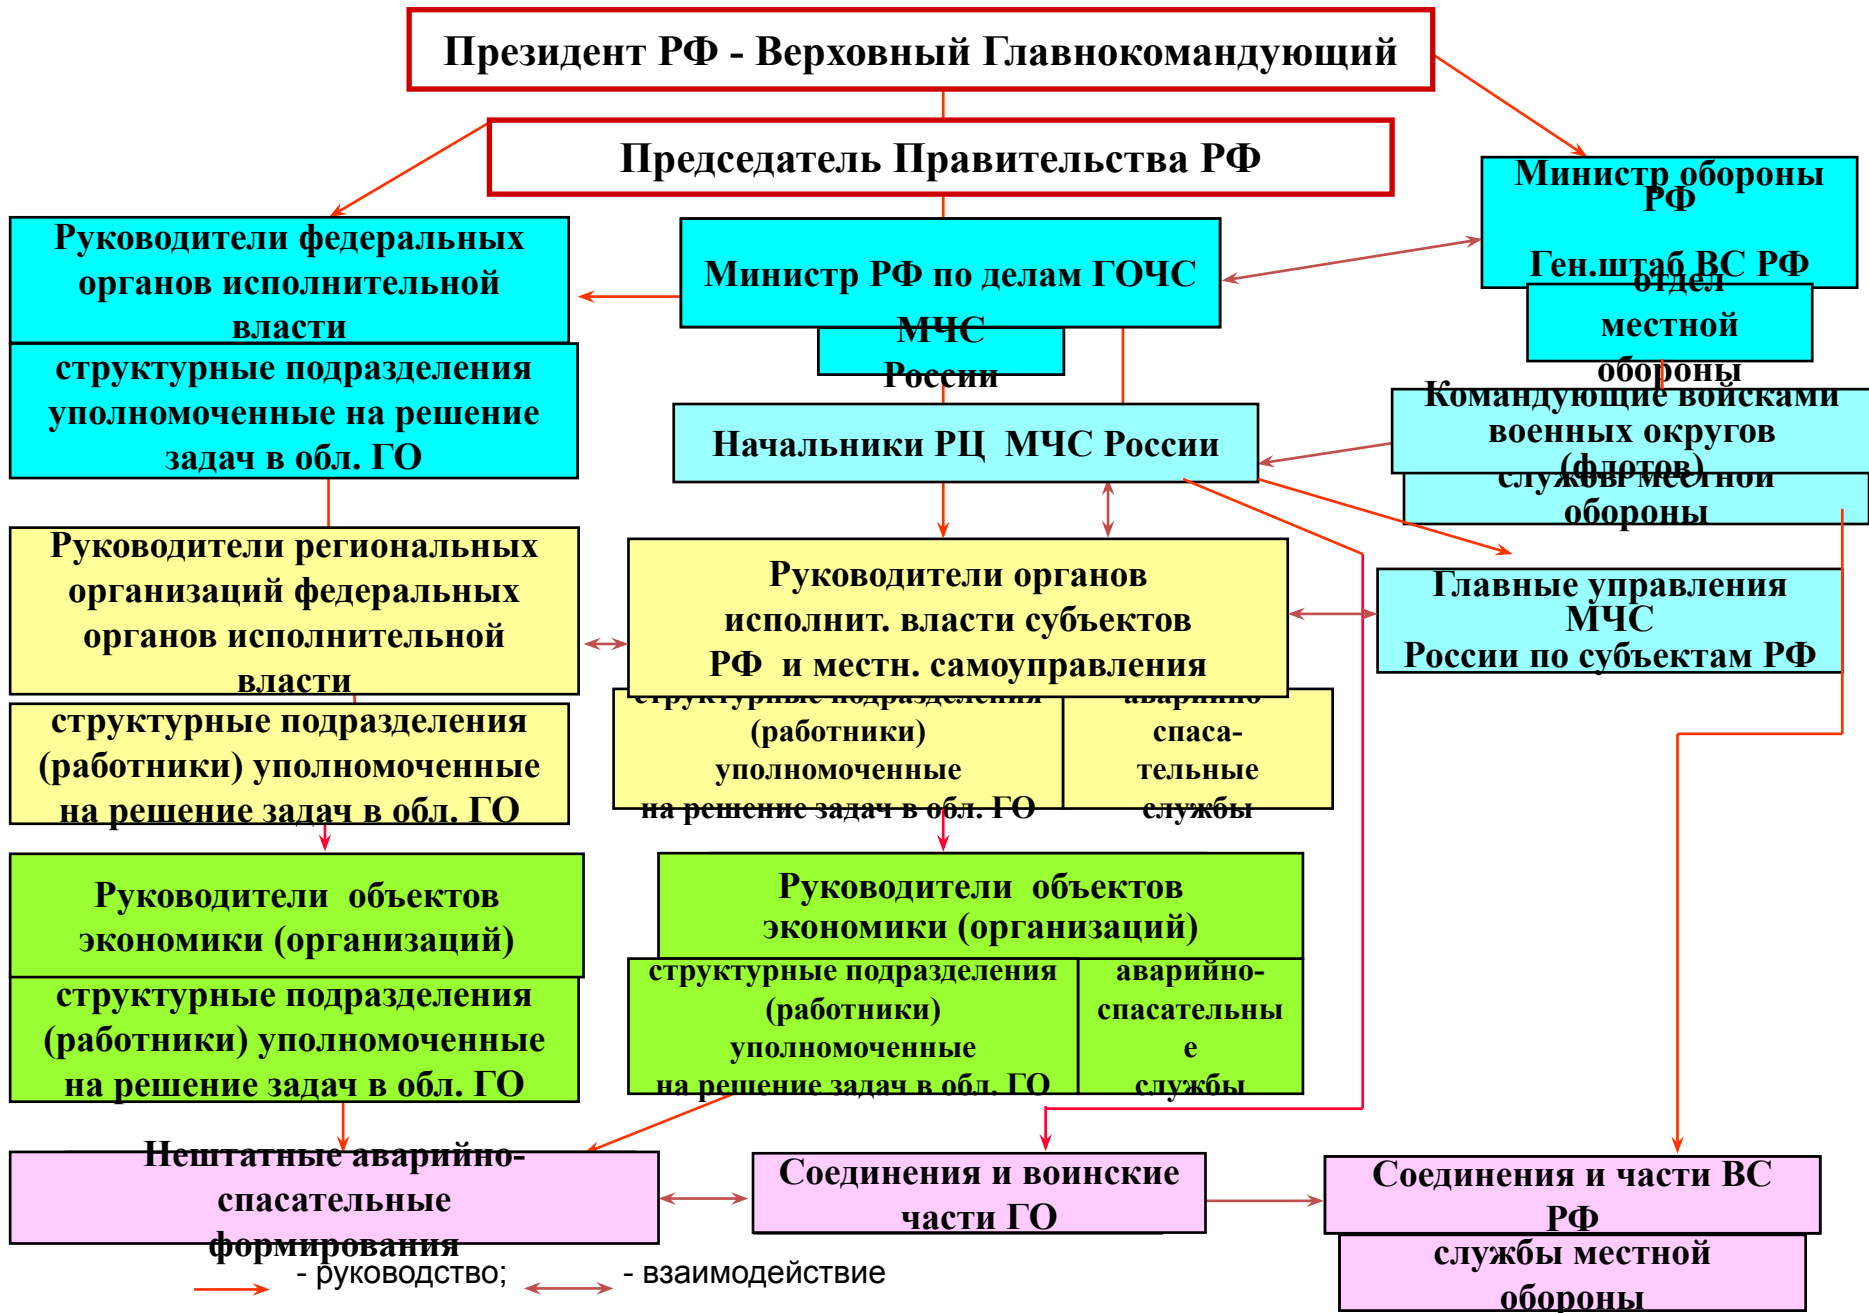 Президент РФ - Верховный Главнокомандующий
Председатель Правительства РФ
Министр обороны
РФ
Ген.штаб ВС РФ
отдел
местной
обороны
Руководители федеральных
органов исполнительной
власти
структурные подразделения
уполномоченные на решение
задач в обл. ГО
Министр РФ по делам ГОЧС
МЧС
России
Начальники РЦ МЧС России
Командующие войсками
военных округов
(флотов)
службы местной
обороны
Руководители региональных
организаций федеральных
органов исполнительной
власти
структурные подразделения
(работники) уполномоченные
на решение задач в обл. ГО
Руководители органов
исполнит. власти субъектов
РФ и местн. самоуправления
структурные подразделения
(работники)
уполномоченные
на решение задач в обл. ГО
аварийно
спаса-
тельные
службы
Главные управления
МЧС
России по субъектам РФ
Руководители объектов
экономики (организаций)
структурные подразделения
(работники) уполномоченные
на решение задач в обл. ГО
Руководители объектов
экономики (организаций)
структурные подразделения
(работники)
уполномоченные
на решение задач в обл. ГО
аварийно-
спасательны
е
службы
Нештатные аварийно-
спасательные
формирования
Соединения и воинские
части ГО
Соединения и части ВС
РФ
службы местной
обороны
- руководство;
- взаимодействие